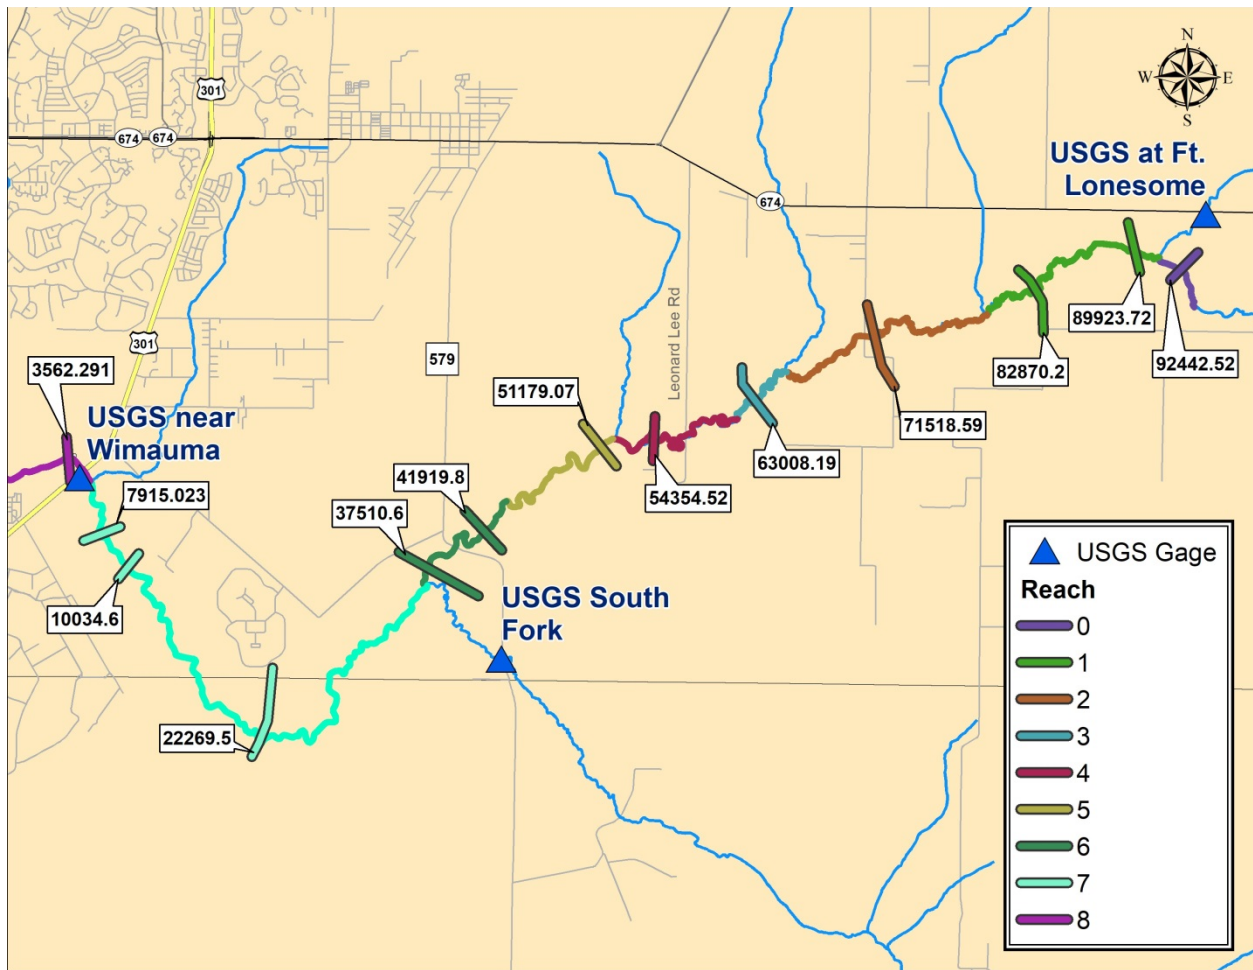 N
W
E
S
301
674
674
USGS at Ft.
Lonesome
674
Leonard Lee Rd
89923.72
301
579
92442.52
3562.291
82870.2
51179.07
USGS near
Wimauma
71518.59
63008.19
41919.8
54354.52
7915.023
37510.6
USGS South
Fork
10034.6
22269.5
USGS Gage
Reach
0
1
2
3
4
5
6
7
8